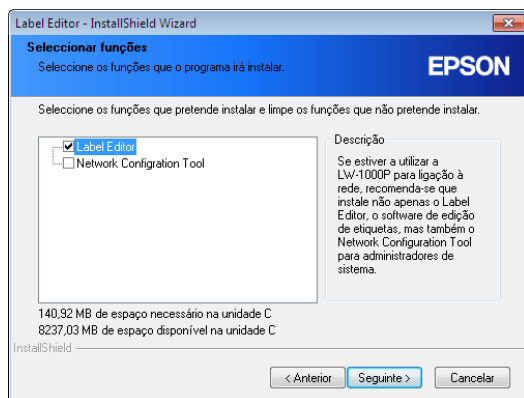 Label Editor - InstallShield Wizard
Seleccionar funções
Seleccione os funções que o programa irá instalar.
EPSON
Seleccione os funções que pretende instalar e limpe os funções que não pretende instalar.
Label Editor
Network Configration Tool
Descrição
Se estiver a utilizar a
LW-1000P para ligação à
rede, recomenda-se que
instale não apenas o Label
Editor, o software de edição
de etiquetas, mas também o
Network Configuration Tool
para administradores de
sistema.
140,92 MB de espaço necessário na unidade C
8237,03 MB de espaço disponível na unidade C
InstallShield
< Anterior
Seguinte >
Cancelar